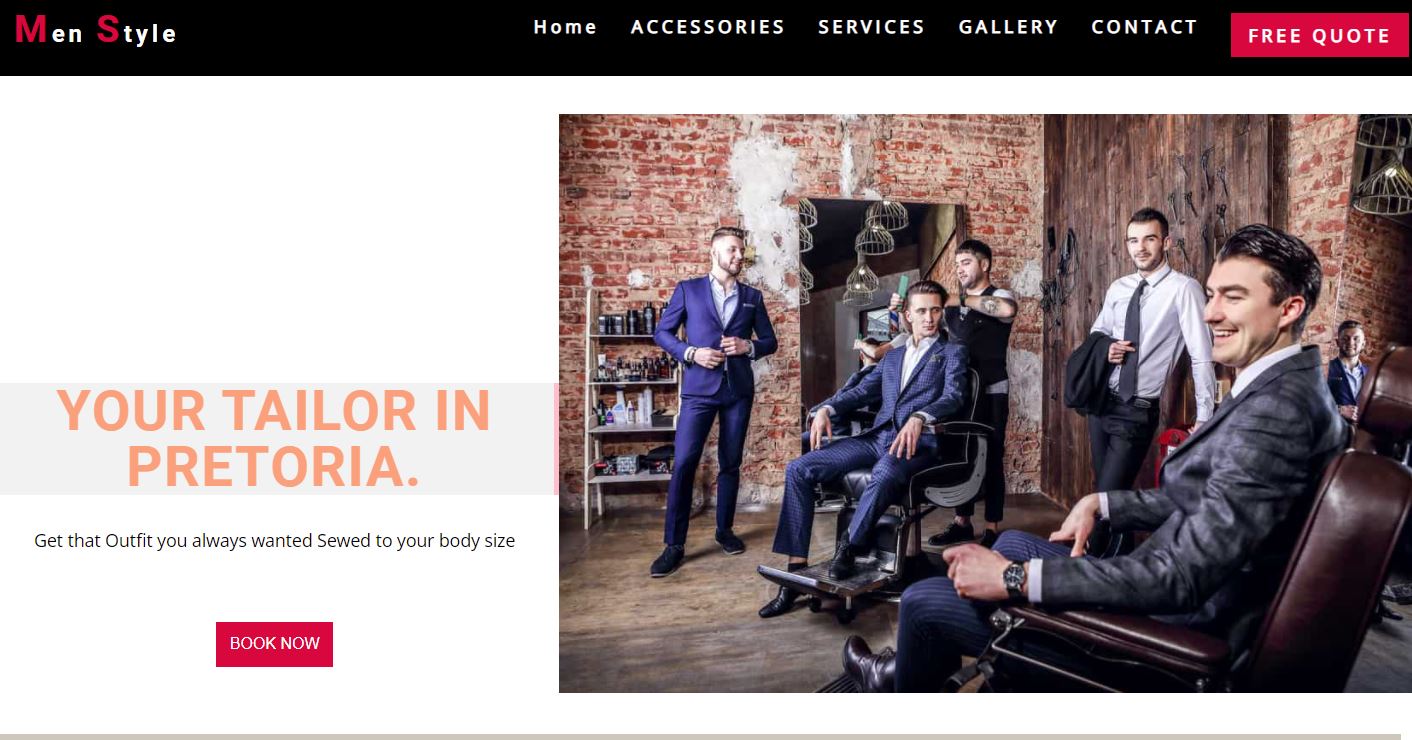 Men Style
Home ACCESSORIES SERVICES GALLERY CONTACT FREE QUOTE
YOUR TAILOR IN
PRETORIA.
Get that Outfit you always wanted Sewed to your body size
BOOK NOW